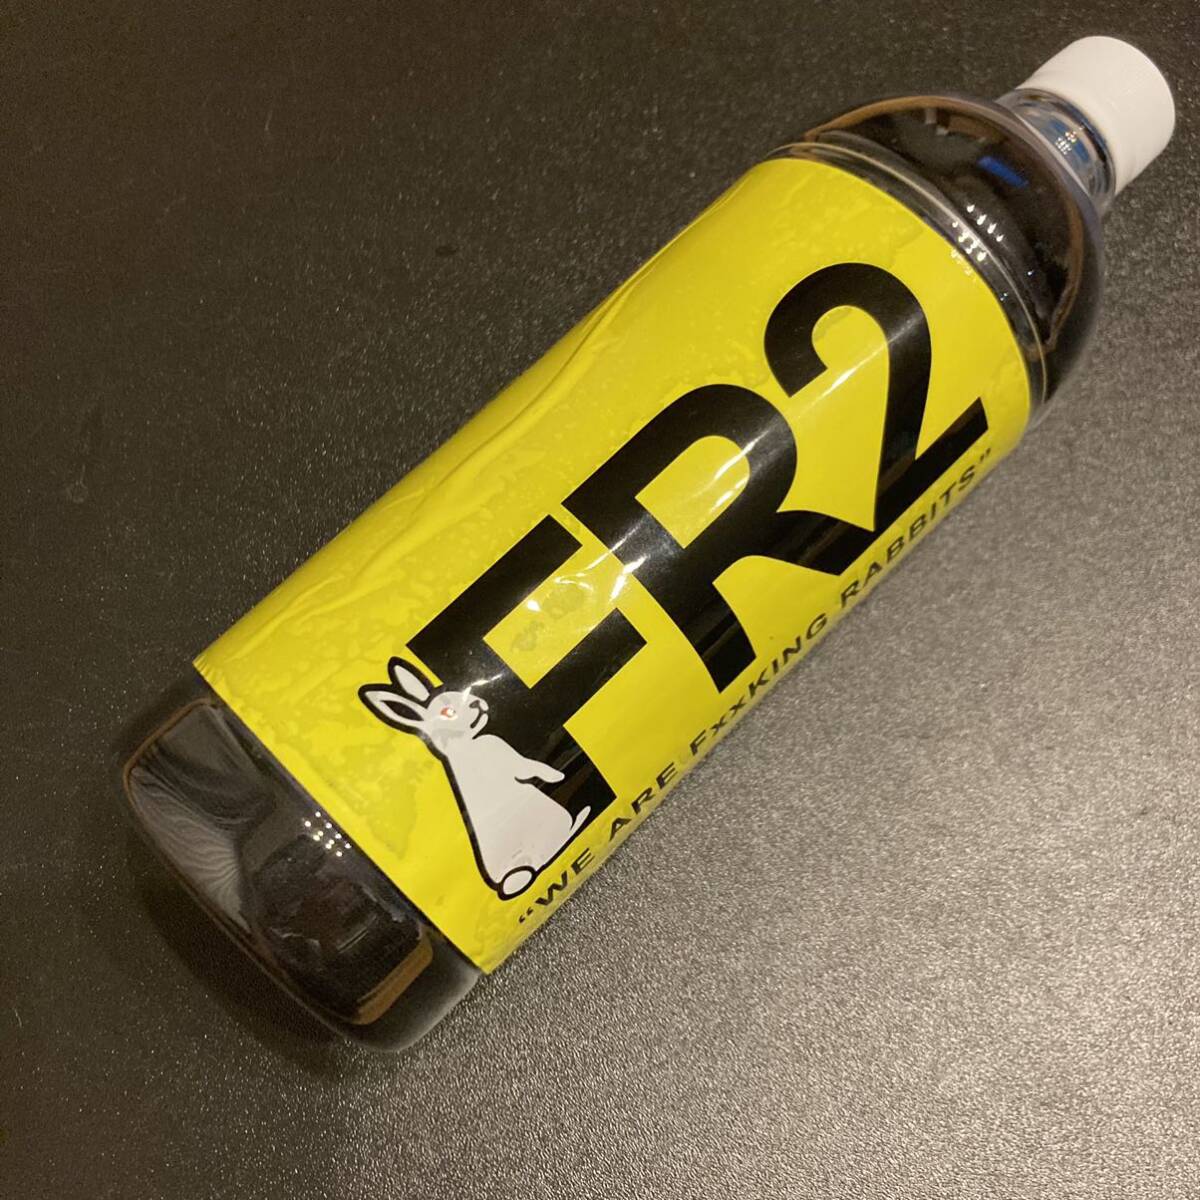 FR2
“WE ARE FxxKING RABBITS”